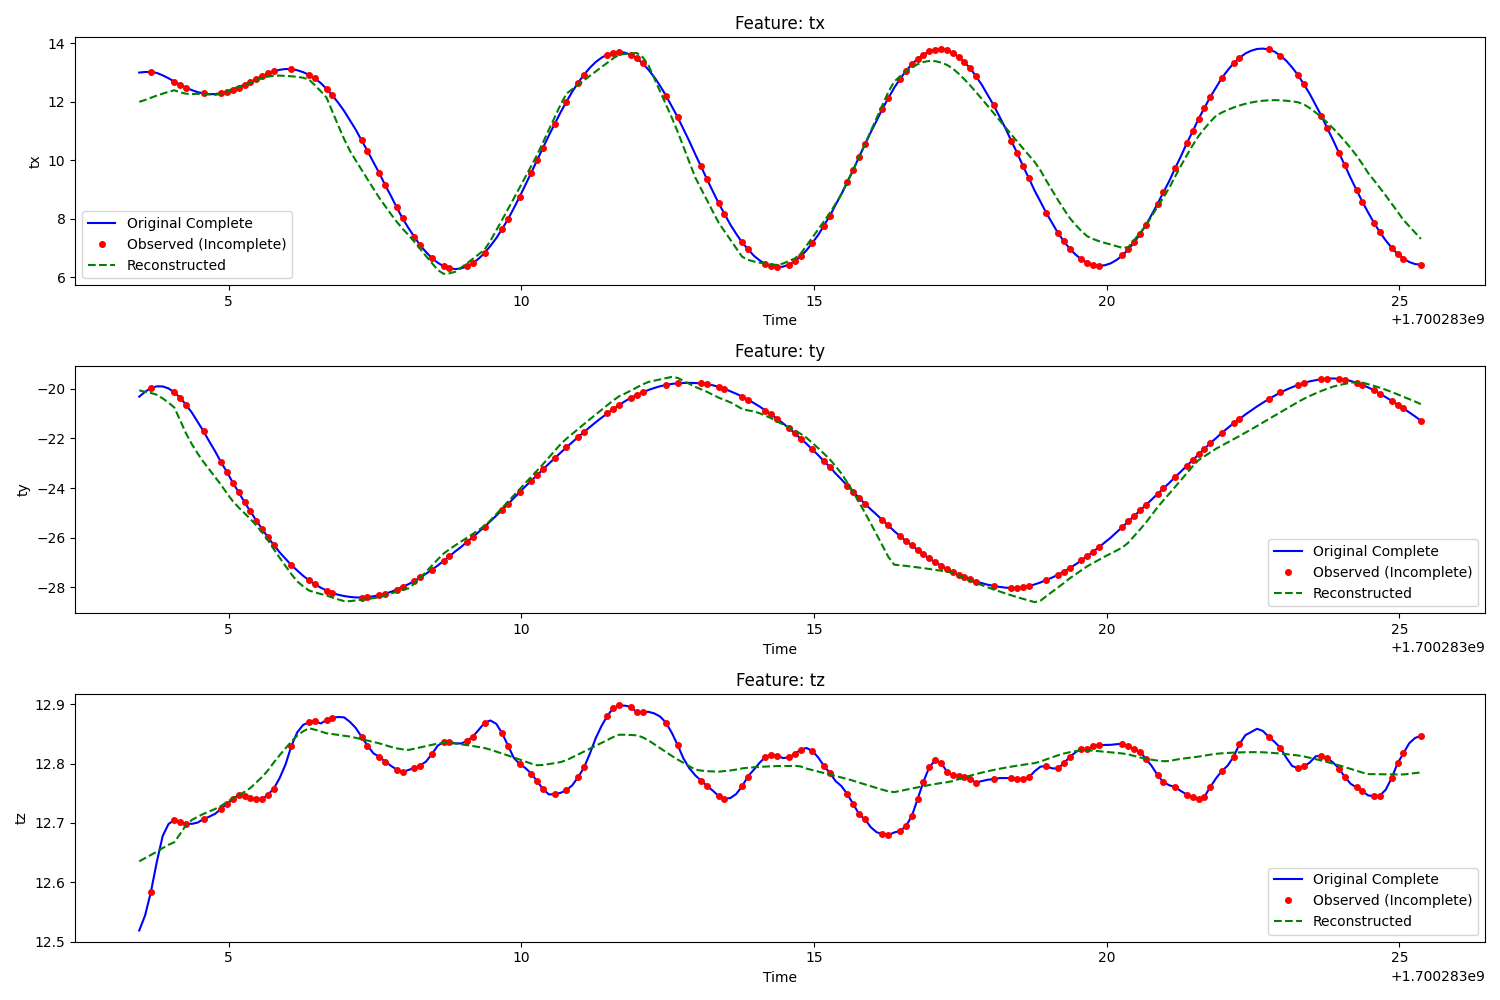 Feature: tx
14
12
10
8
6
tx
Original Complete
Observed (Incomplete)
Reconstructed
5
10
15
20
25
Time
+1.700283e9
Feature: ty
−20
−22
−24
−26
−28
ty
Original Complete
Observed (Incomplete)
Reconstructed
5
10
15
20
25
Time
+1.700283e9
Feature: tz
12.9
12.8
12.7
12.6
12.5
tz
Original Complete
Observed (Incomplete)
Reconstructed
5
10
15
20
25
Time
+1.700283e9